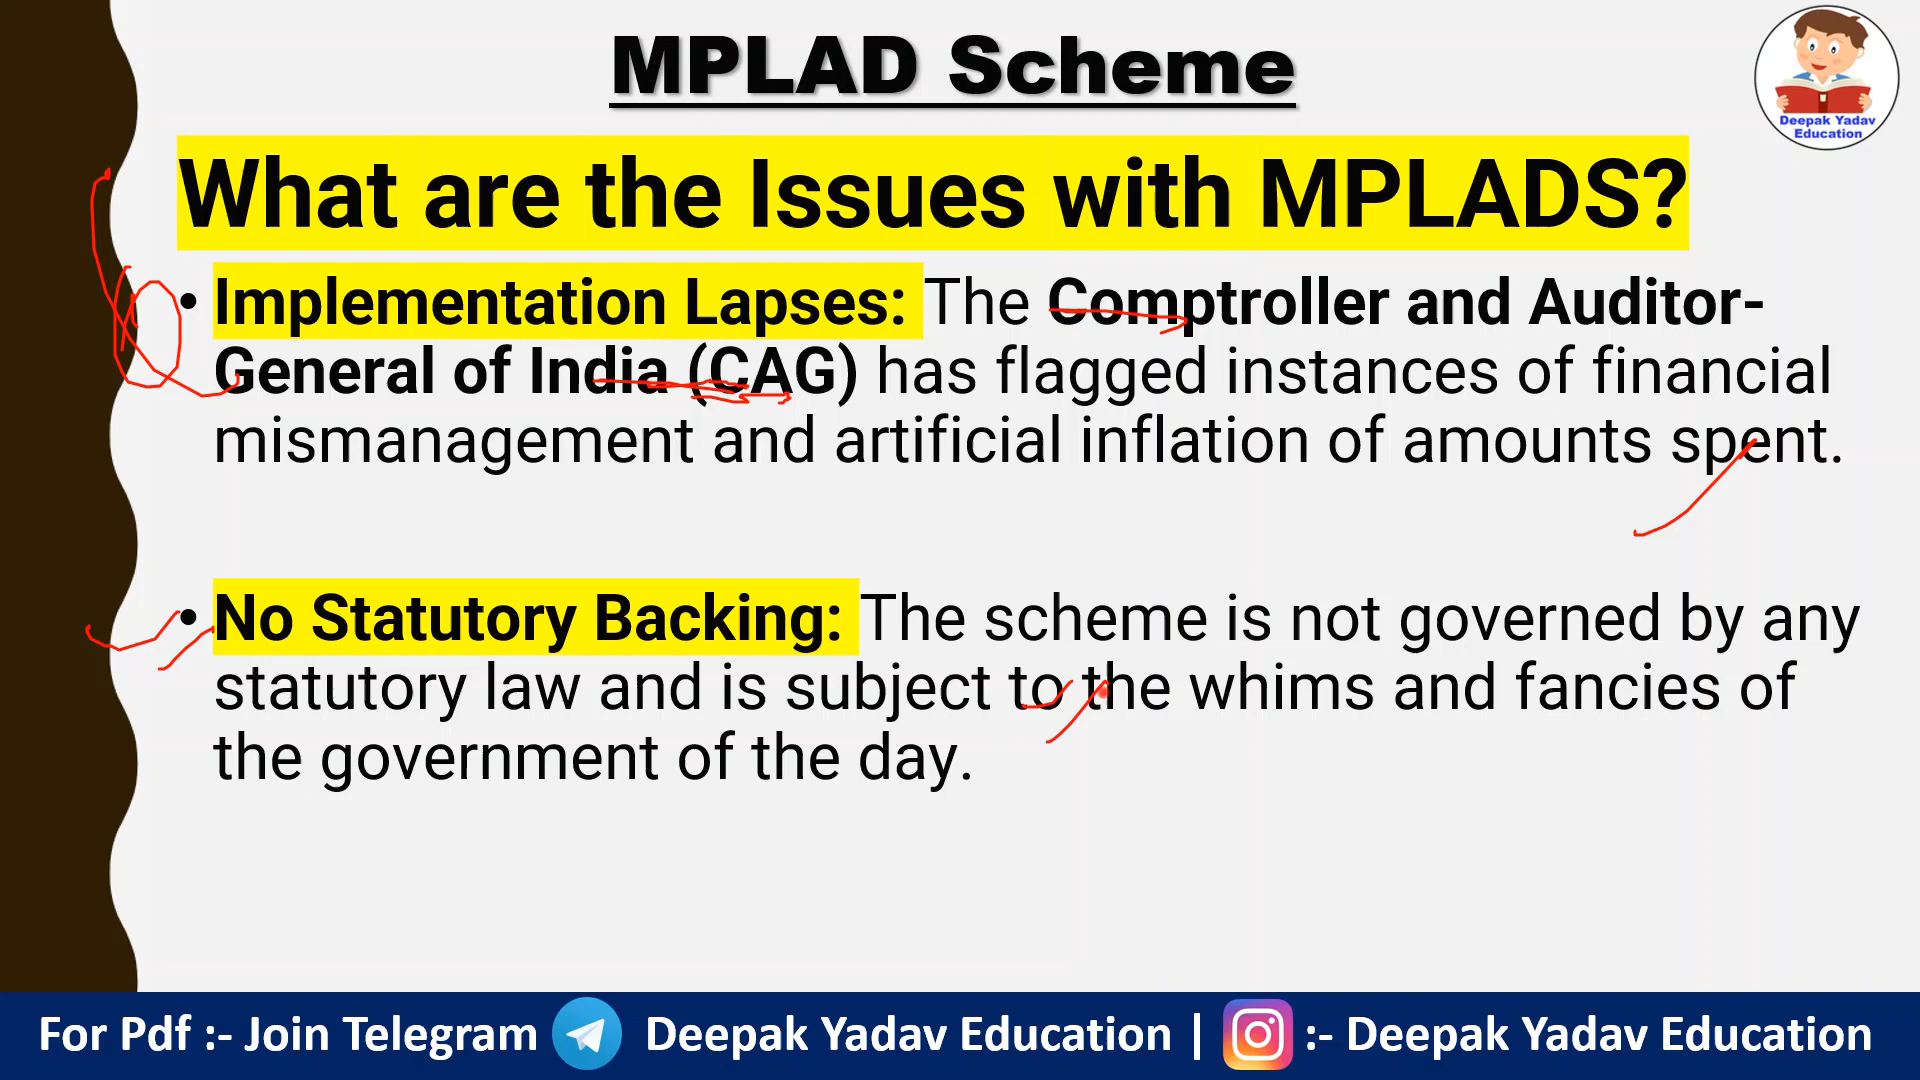 MPLAD Scheme
Deepak Yadav
Education
What are the Issues with MPLADS?
• Implementation Lapses: The Comptroller and Auditor-
General of India (CAG) has flagged instances of financial
mismanagement and artificial inflation of amounts spent.
• No Statutory Backing: The scheme is not governed by any
statutory law and is subject to the whims and fancies of
the government of the day.
For Pdf :- Join Telegram Deepak Yadav Education | :- Deepak Yadav Education